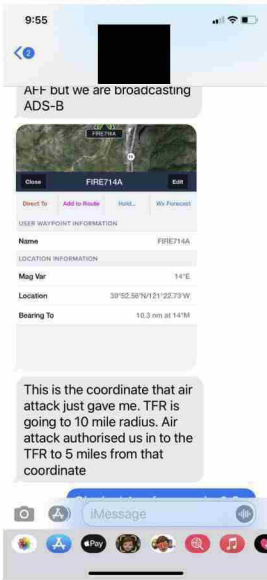 9:55
2
AFF but we are broadcasting
ADS-B
FIRE714A
Close FIRE714A Edit
Direct To Add to Route Hold... Wx Forecast
USER WAYPOINT INFORMATION
Name FIRE714A
LOCATION INFORMATION
Mag Var 14°E
Location 39°52.56'N/121°22.73'W
Bearing To 10.3 nm at 14°M
This is the coordinate that air
attack just gave me. TFR is
going to 10 mile radius. Air
attack authorised us in to the
TFR to 5 miles from that
coordinate
iMessage
Pay